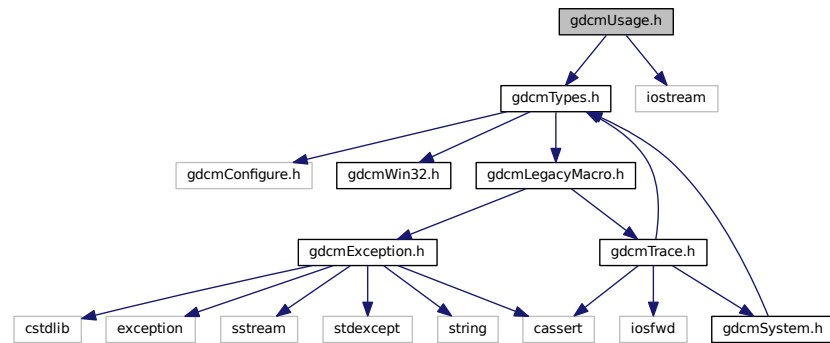 gdcmUsage.h
gdcmTypes.h
iostream
gdcmConfigure.h
gdcmWin32.h
gdcmLegacyMacro.h
gdcmException.h
gdcmTrace.h
cstdlib
exception
sstream
stdexcept
string
cassert
iosfwd
gdcmSystem.h